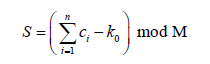 S = ( ∑_{i=1}^{n} c_i − k_0 ) mod M